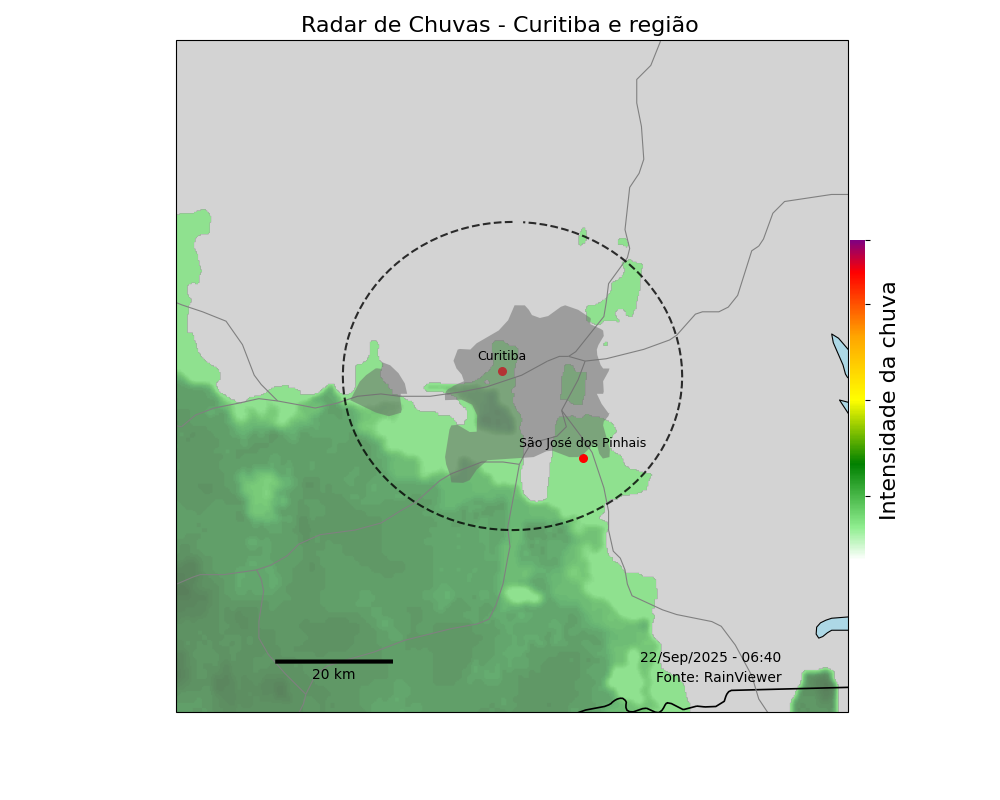 Radar de Chuvas - Curitiba e região
Curitiba
São José dos Pinhais
Intensidade da chuva
22/Sep/2025 - 06:40
Fonte: RainViewer
20 km